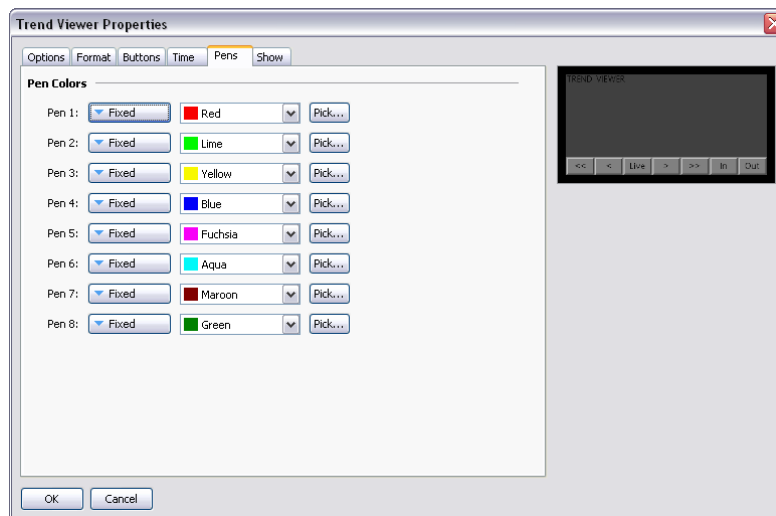 Trend Viewer Properties
Options Format Buttons Time Pens Show
Pen Colors
Pen 1: Fixed Red Pick...
Pen 2: Fixed Lime Pick...
Pen 3: Fixed Yellow Pick...
Pen 4: Fixed Blue Pick...
Pen 5: Fixed Fuchsia Pick...
Pen 6: Fixed Aqua Pick...
Pen 7: Fixed Maroon Pick...
Pen 8: Fixed Green Pick...
TREND VIEWER
<< < Live > >> In Out
OK Cancel